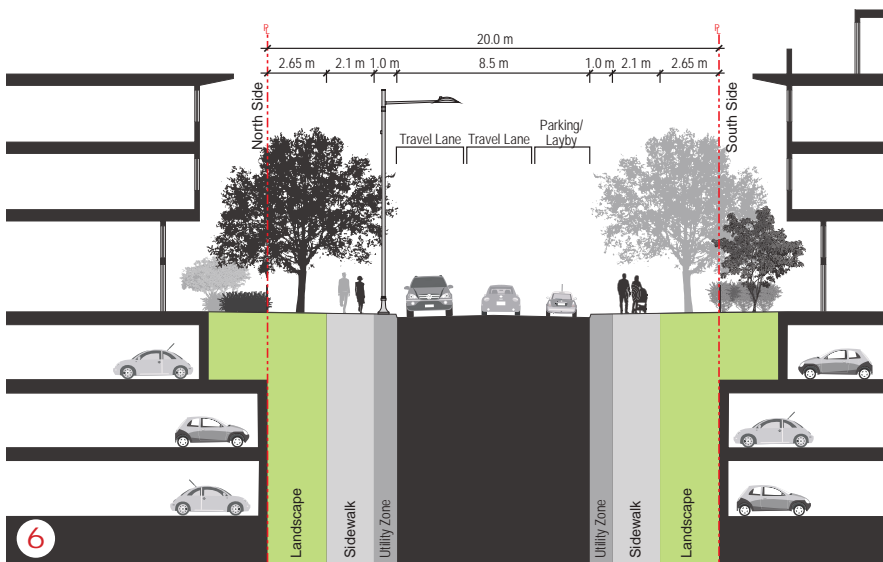 ℄ ℄
20.0 m
2.65 m 2.1 m 1.0 m 8.5 m 1.0 m 2.1 m 2.65 m
North Side
South Side
Travel Lane Travel Lane Parking/
Layby
Landscape
Sidewalk
Utility Zone
Utility Zone
Sidewalk
Landscape
6